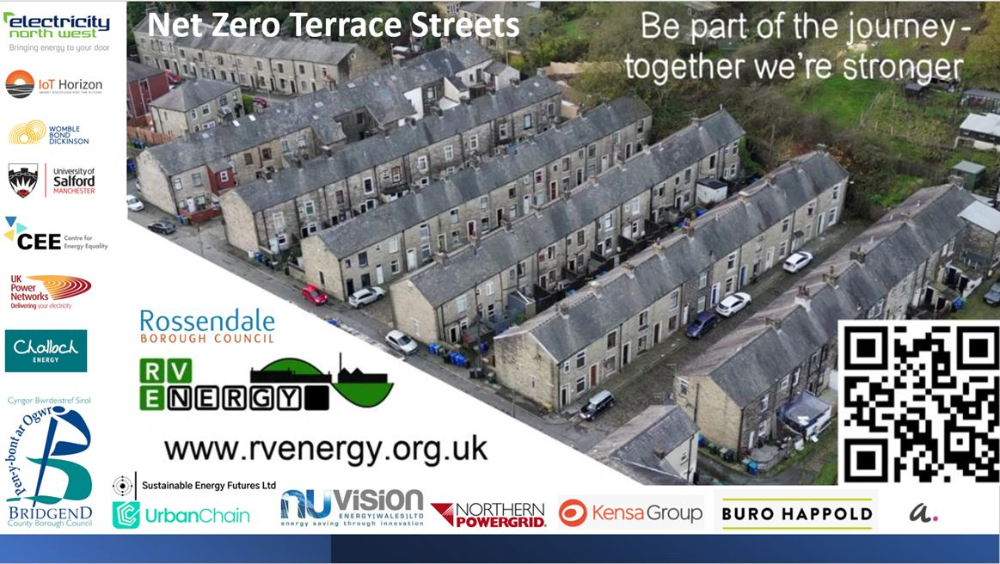 Net Zero Terrace Streets
Be part of the journey -
together we're stronger
electricity
north west
Bringing energy to your door
IoT Horizon
WOMBLE
BOND
DICKINSON
University of
Salford
MANCHESTER
CEE
Centre for
Energy Equality
UK
Power
Networks
Delivering your electricity
Challoch
ENERGY
Cyngor Bwrdeistref Sirol
Pen-y-bont ar Ogwr
BRIDGEND
County Borough Council
Rossendale
BOROUGH COUNCIL
RV
ENERGY
www.rvenergy.org.uk
Sustainable Energy Futures Ltd
UrbanChain
nuVision
ENERGY(WALES)LTD
energy saving through innovation
NORTHERN
POWERGRID
Kensa Group
BURO HAPPOLD
a.